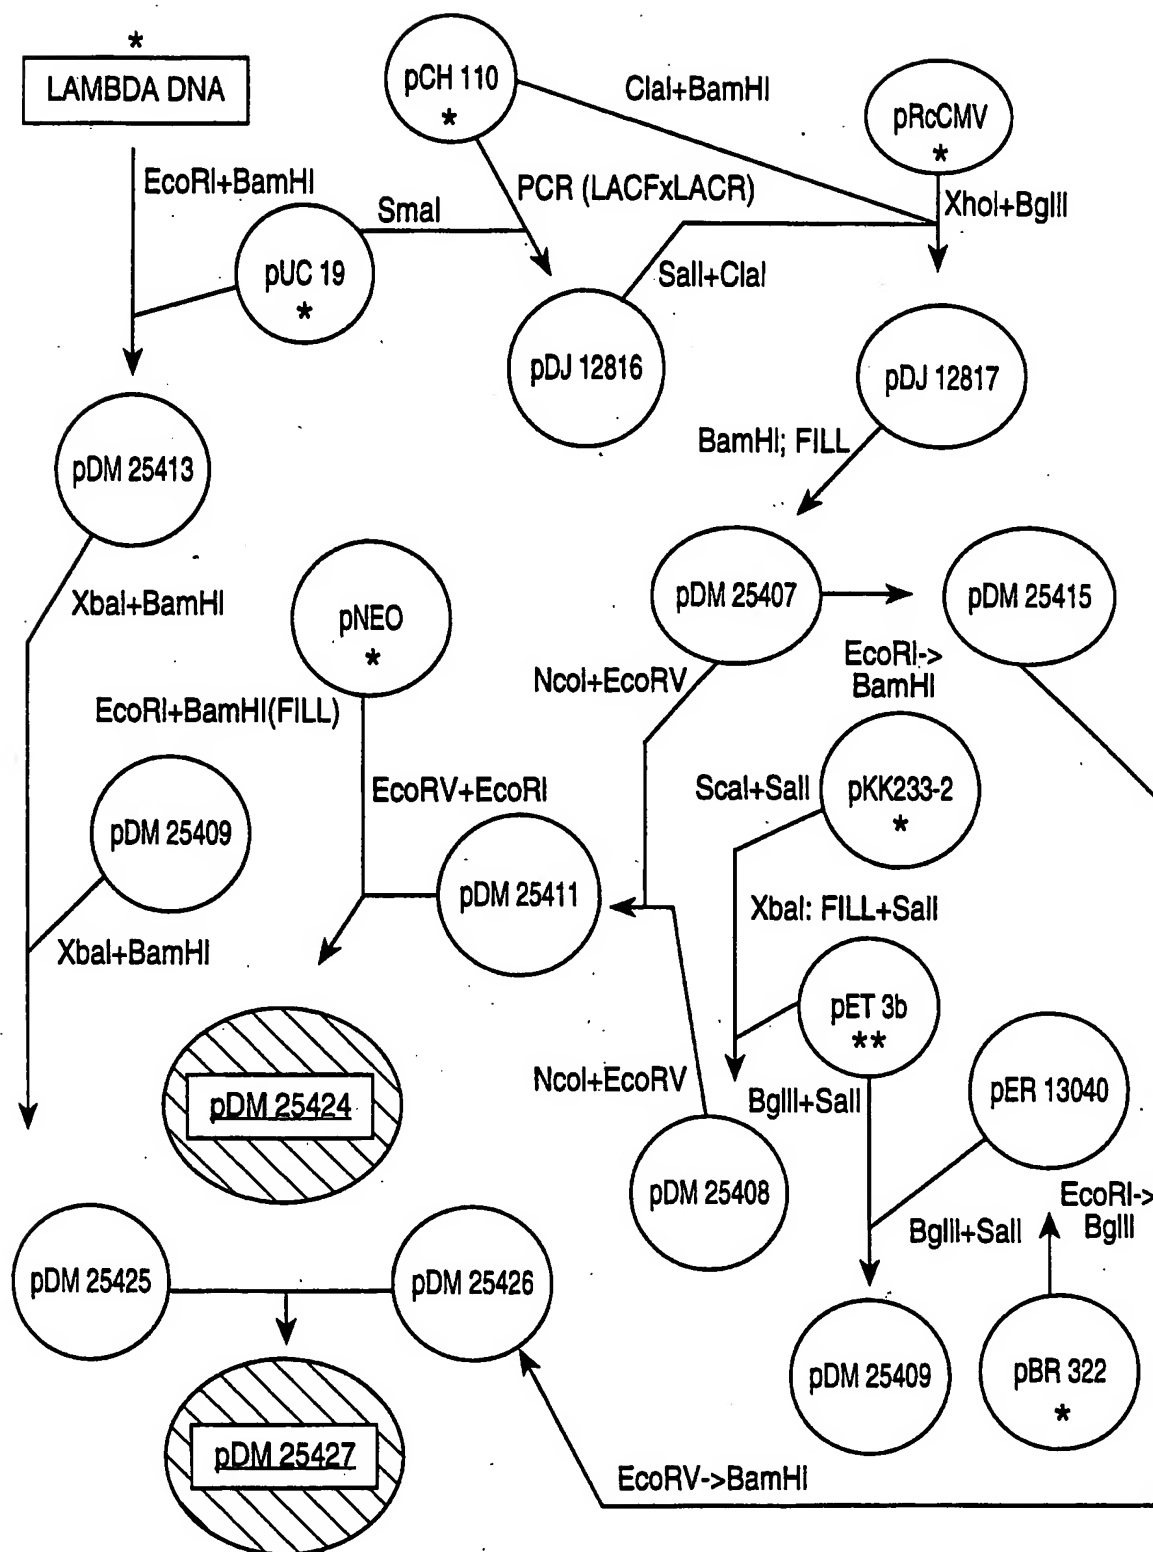 *
LAMBDA DNA
pCH 110
*
ClaI+BamHI
pRcCMV
*
EcoRI+BamHI
PCR (LACFxLACR)
XhoI+BglII
SmaI
pUC 19
*
SalI+ClaI
pDJ 12816
pDJ 12817
BamHI; FILL
pDM 25413
XbaI+BamHI
pNEO
*
pDM 25407
pDM 25415
NcoI+EcoRV
EcoRI->
BamHI
EcoRI+BamHI(FILL)
EcoRV+EcoRI
ScaI+SalI
pKK233-2
*
pDM 25409
pDM 25411
XbaI: FILL+SalI
XbaI+BamHI
pET 3b
**
NcoI+EcoRV
BglII+SalI
pER 13040
pDM 25424
pDM 25408
EcoRI->
BglII
BglII+SalI
pDM 25425
pDM 25426
pDM 25409
pBR 322
*
pDM 25427
EcoRV->BamHI